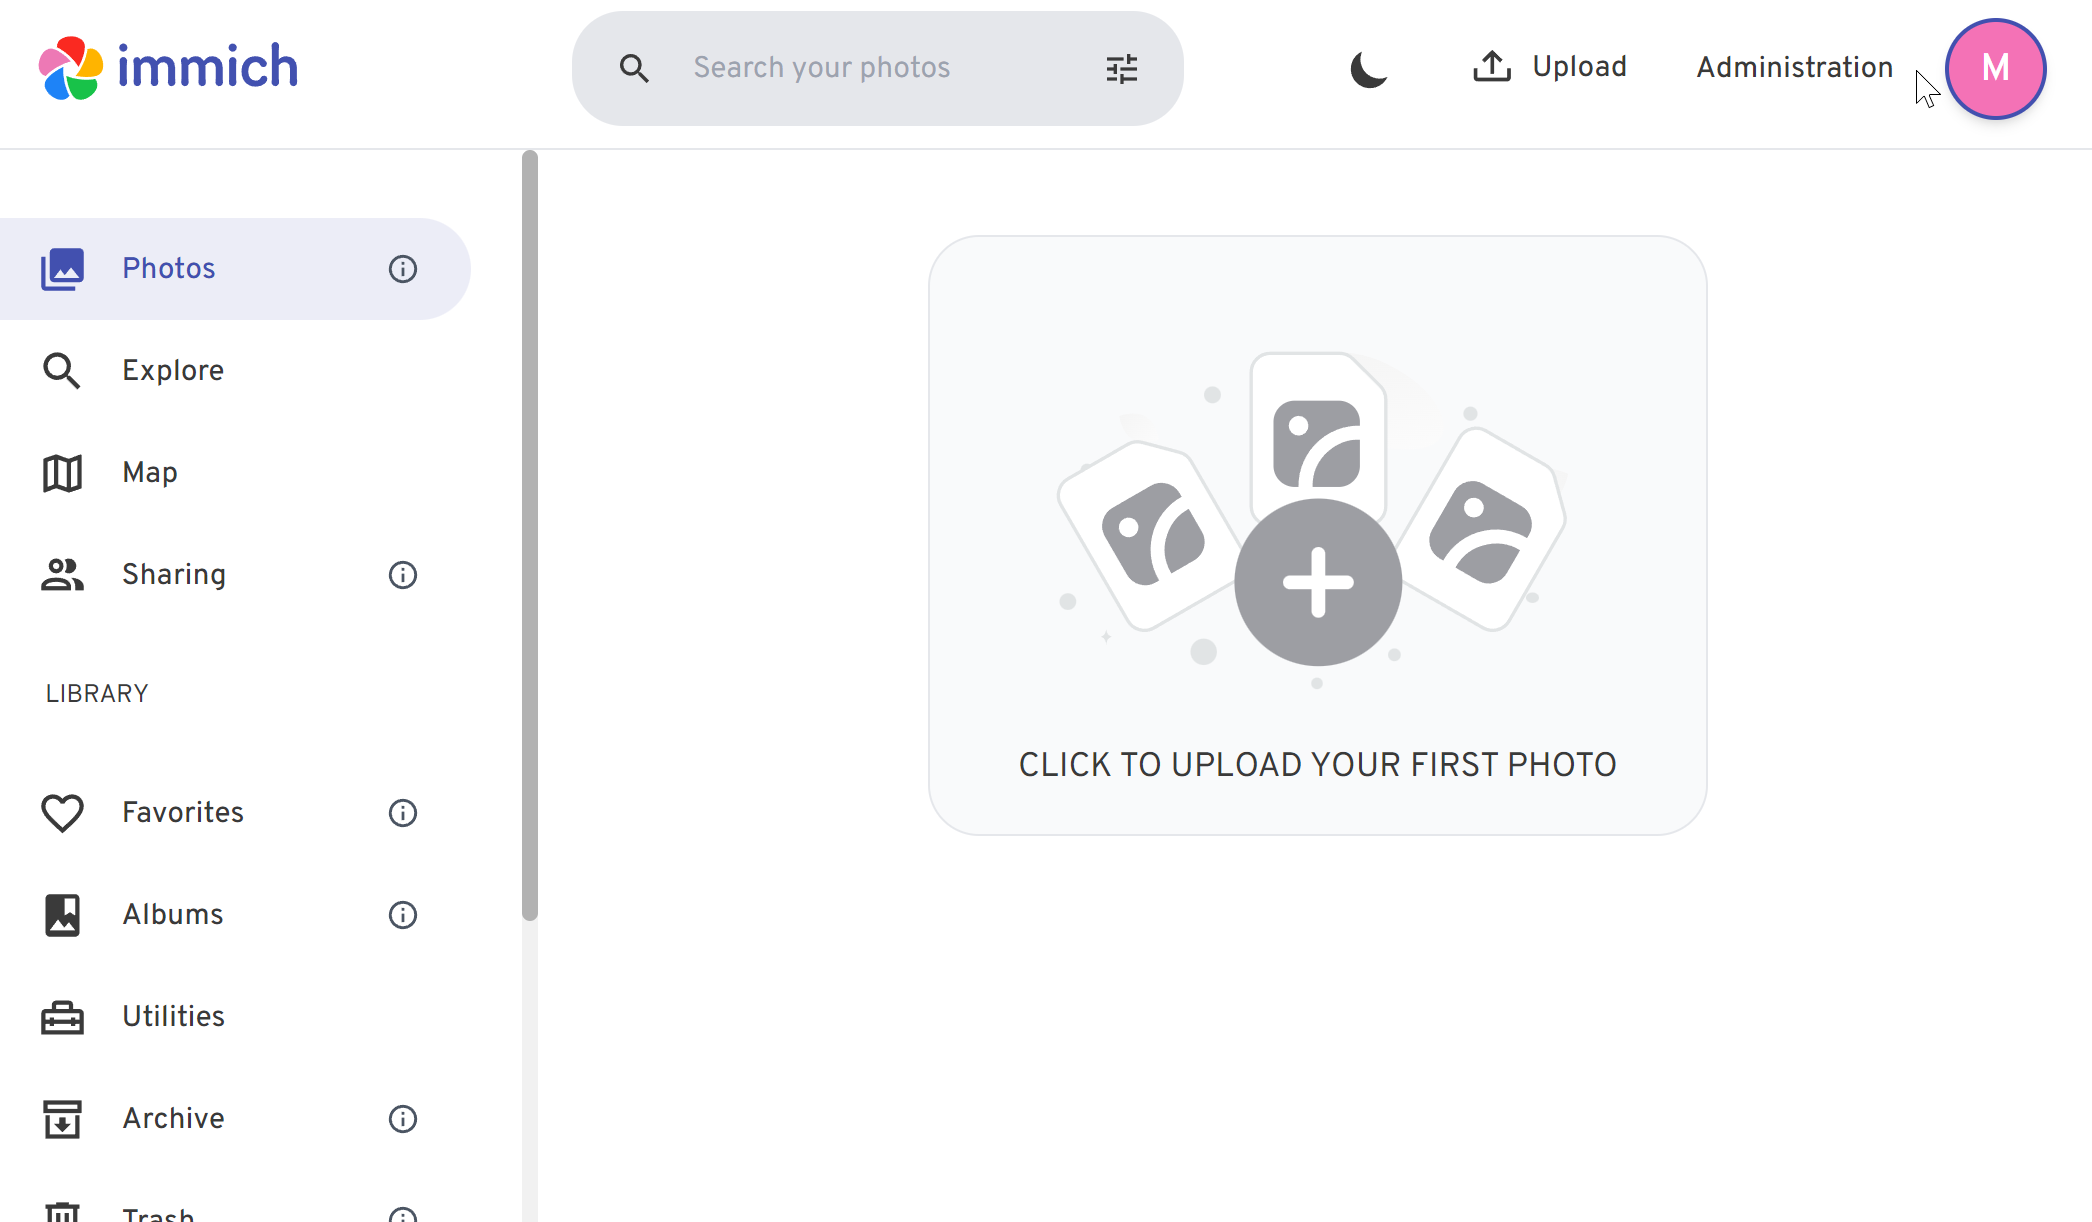 immich
Search your photos
Upload
Administration
M
Photos
Explore
Map
Sharing
LIBRARY
Favorites
Albums
Utilities
Archive
Trash
CLICK TO UPLOAD YOUR FIRST PHOTO